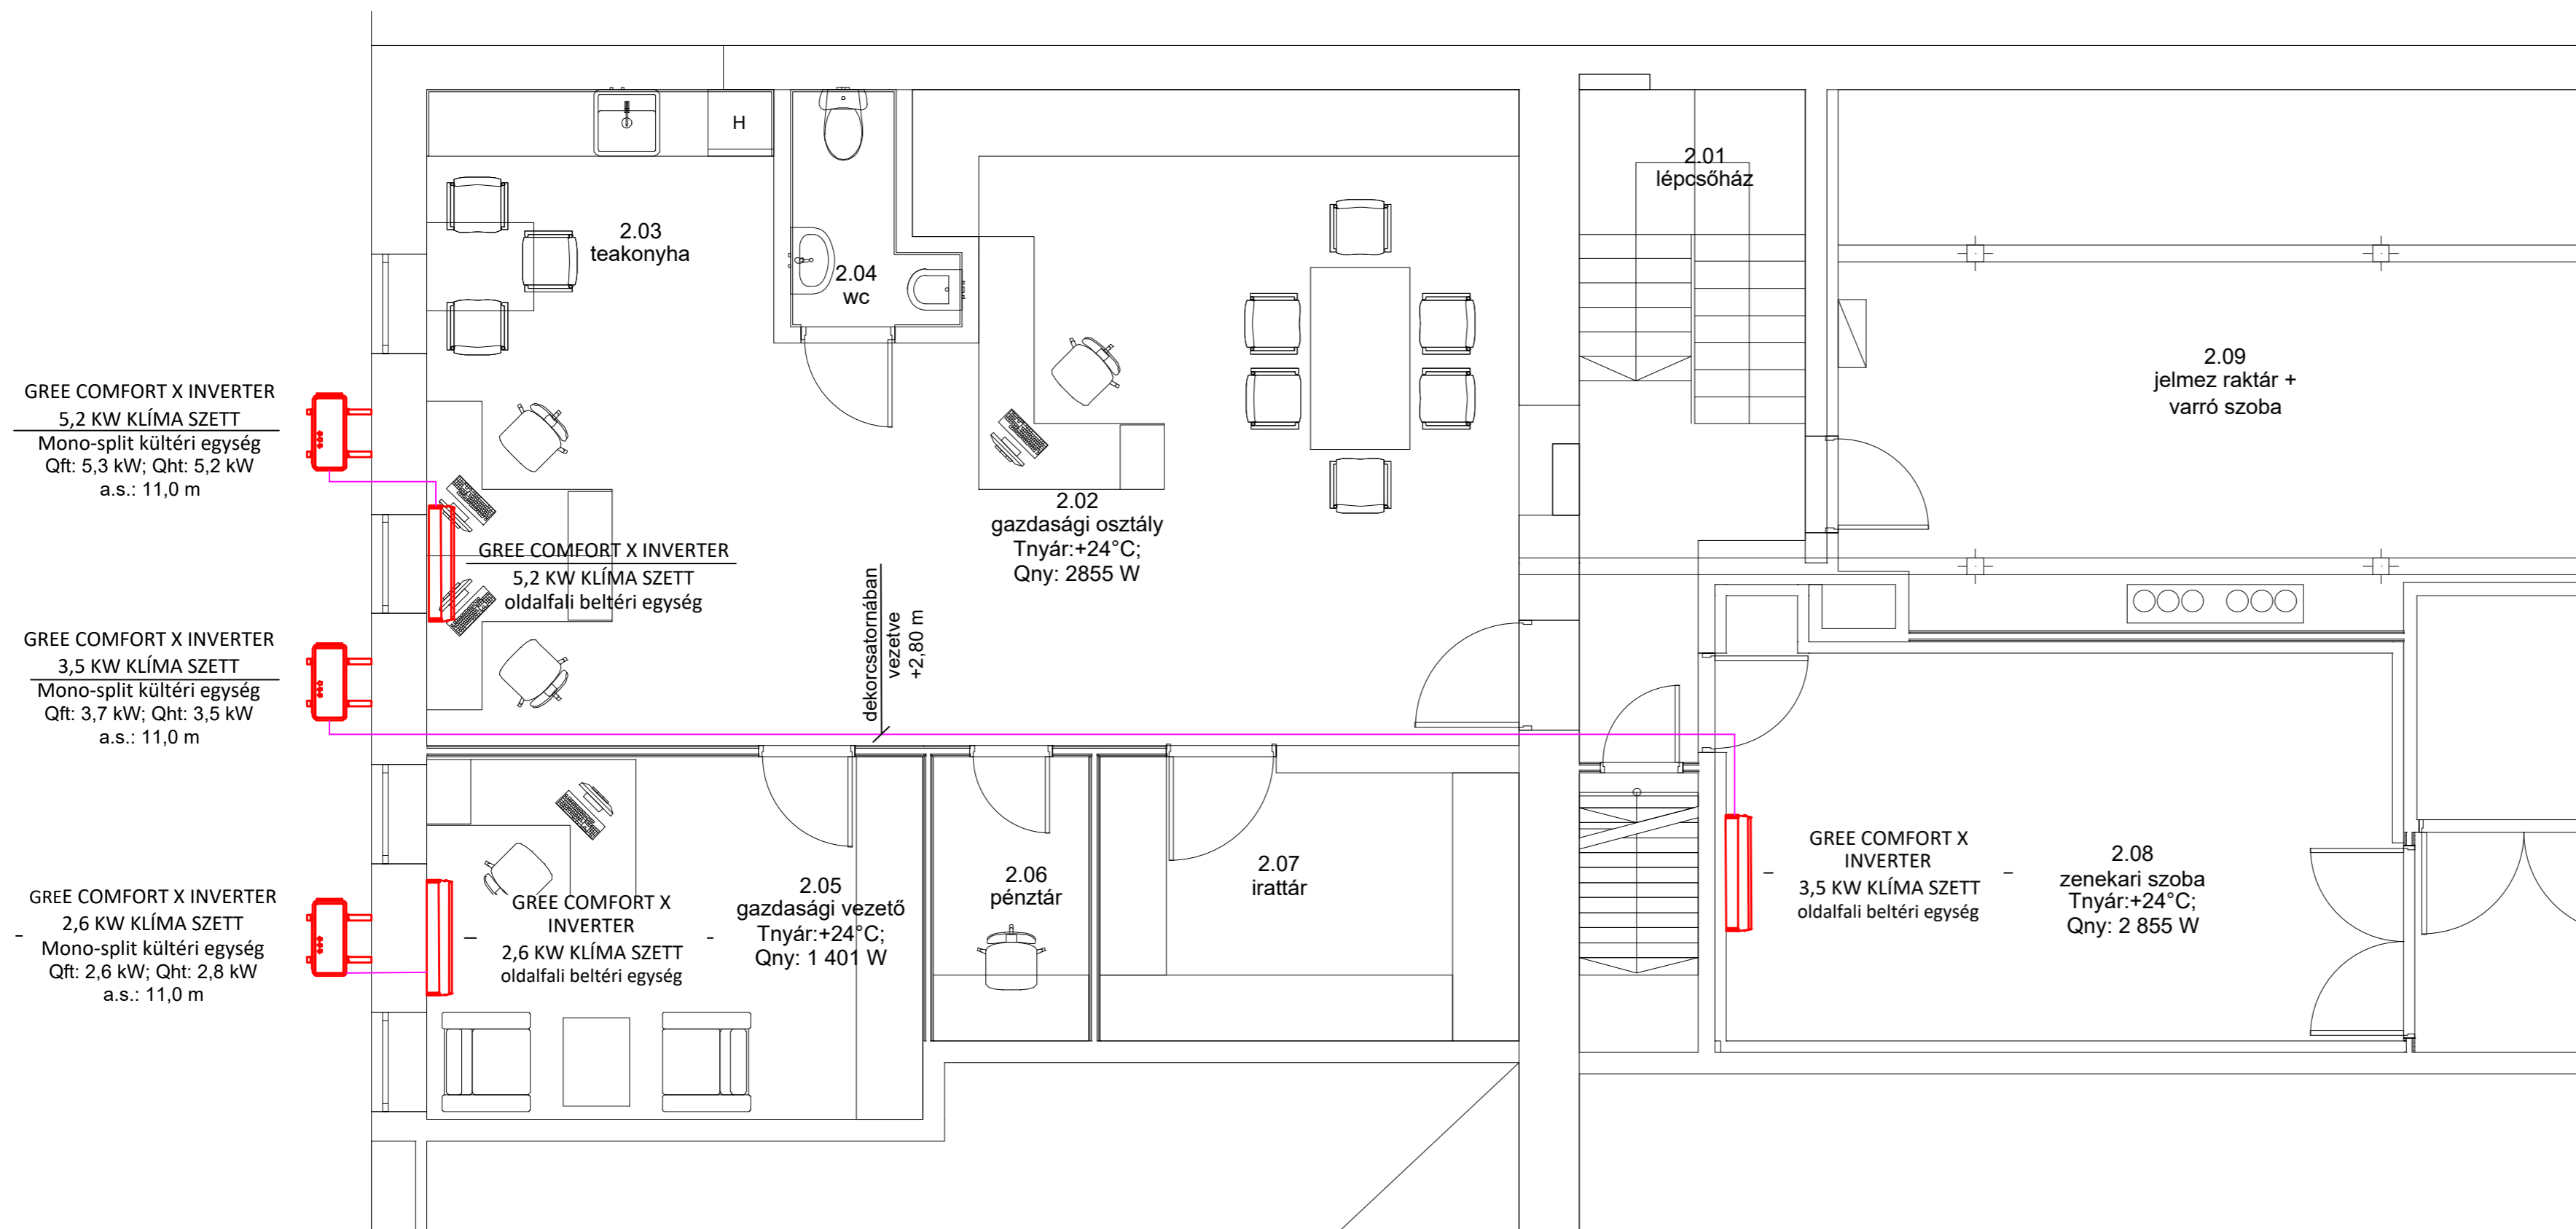 H
2.01
lépcsőház
2.03
teakonyha
2.04
wc
2.09
jelmez raktár +
varró szoba
GREE COMFORT X INVERTER
5,2 KW KLÍMA SZETT
Mono-split kültéri egység
Qft: 5,3 kW; Qht: 5,2 kW
a.s.: 11,0 m
2.02
gazdasági osztály
Tnyár:+24°C;
Qny: 2855 W
GREE COMFORT X INVERTER
5,2 KW KLÍMA SZETT
oldalfali beltéri egység
dekorcsatornában
vezetve
+2,80 m
GREE COMFORT X INVERTER
3,5 KW KLÍMA SZETT
Mono-split kültéri egység
Qft: 3,7 kW; Qht: 3,5 kW
a.s.: 11,0 m
GREE COMFORT X INVERTER
2,6 KW KLÍMA SZETT
Mono-split kültéri egység
Qft: 2,6 kW; Qht: 2,8 kW
a.s.: 11,0 m
GREE COMFORT X
INVERTER
2,6 KW KLÍMA SZETT
oldalfali beltéri egység
2.05
gazdasági vezető
Tnyár:+24°C;
Qny: 1 401 W
2.06
pénztár
2.07
irattár
GREE COMFORT X
INVERTER
3,5 KW KLÍMA SZETT
oldalfali beltéri egység
2.08
zenekari szoba
Tnyár:+24°C;
Qny: 2 855 W